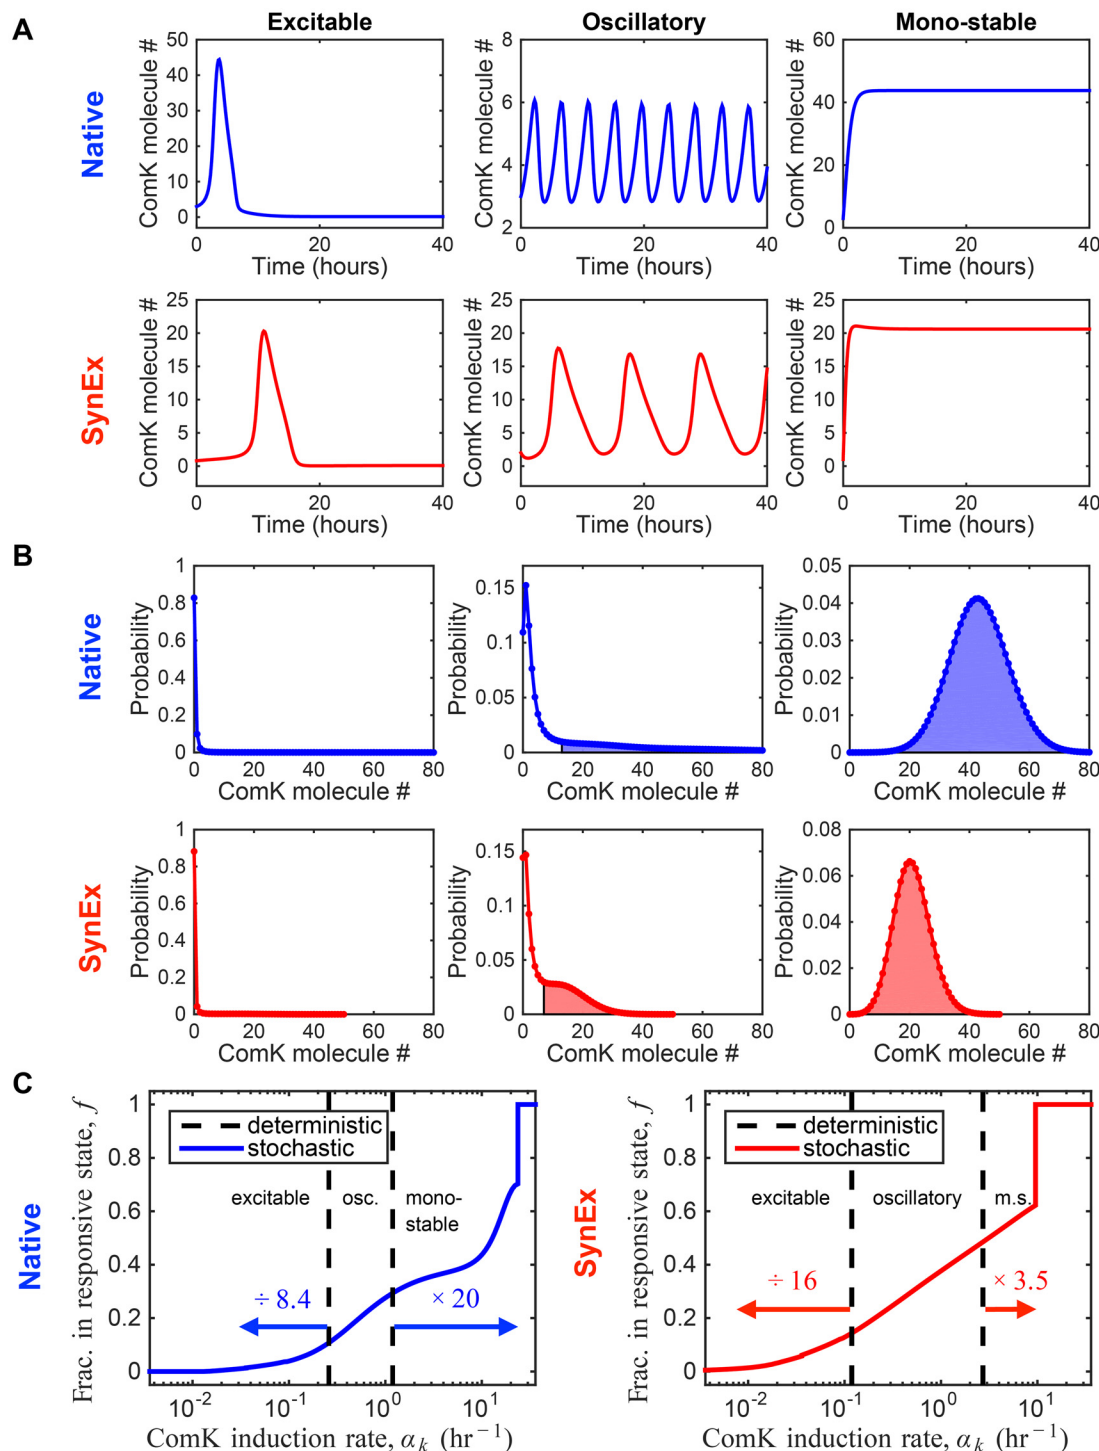 A
Excitable
Oscillatory
Mono-stable
Native
ComK molecule #
50
40
30
20
10
0
0
20
40
Time (hours)
ComK molecule #
8
6
4
2
0
20
40
Time (hours)
ComK molecule #
60
40
20
0
0
20
40
Time (hours)
SynEx
ComK molecule #
25
20
15
10
5
0
0
20
40
Time (hours)
ComK molecule #
25
20
15
10
5
0
0
20
40
Time (hours)
ComK molecule #
25
20
15
10
5
0
0
20
40
Time (hours)
B
Native
Probability
1
0.8
0.6
0.4
0.2
0
0
20
40
60
80
ComK molecule #
Probability
0.15
0.1
0.05
0
0
20
40
60
80
ComK molecule #
Probability
0.05
0.04
0.03
0.02
0.01
0
0
20
40
60
80
ComK molecule #
SynEx
Probability
1
0.8
0.6
0.4
0.2
0
0
20
40
60
80
ComK molecule #
Probability
0.15
0.1
0.05
0
0
20
40
60
80
ComK molecule #
Probability
0.08
0.06
0.04
0.02
0
0
20
40
60
80
ComK molecule #
C
Native
Frac. in responsive state, f
1
0.8
0.6
0.4
0.2
0
deterministic
stochastic
excitable
osc.
mono-
stable
÷ 8.4
× 20
10⁻²
10⁻¹
10⁰
10¹
ComK induction rate, αₖ (hr⁻¹)
SynEx
Frac. in responsive state, f
1
0.8
0.6
0.4
0.2
0
deterministic
stochastic
excitable
oscillatory
m.s.
÷ 16
× 3.5
10⁻²
10⁻¹
10⁰
10¹
ComK induction rate, αₖ (hr⁻¹)